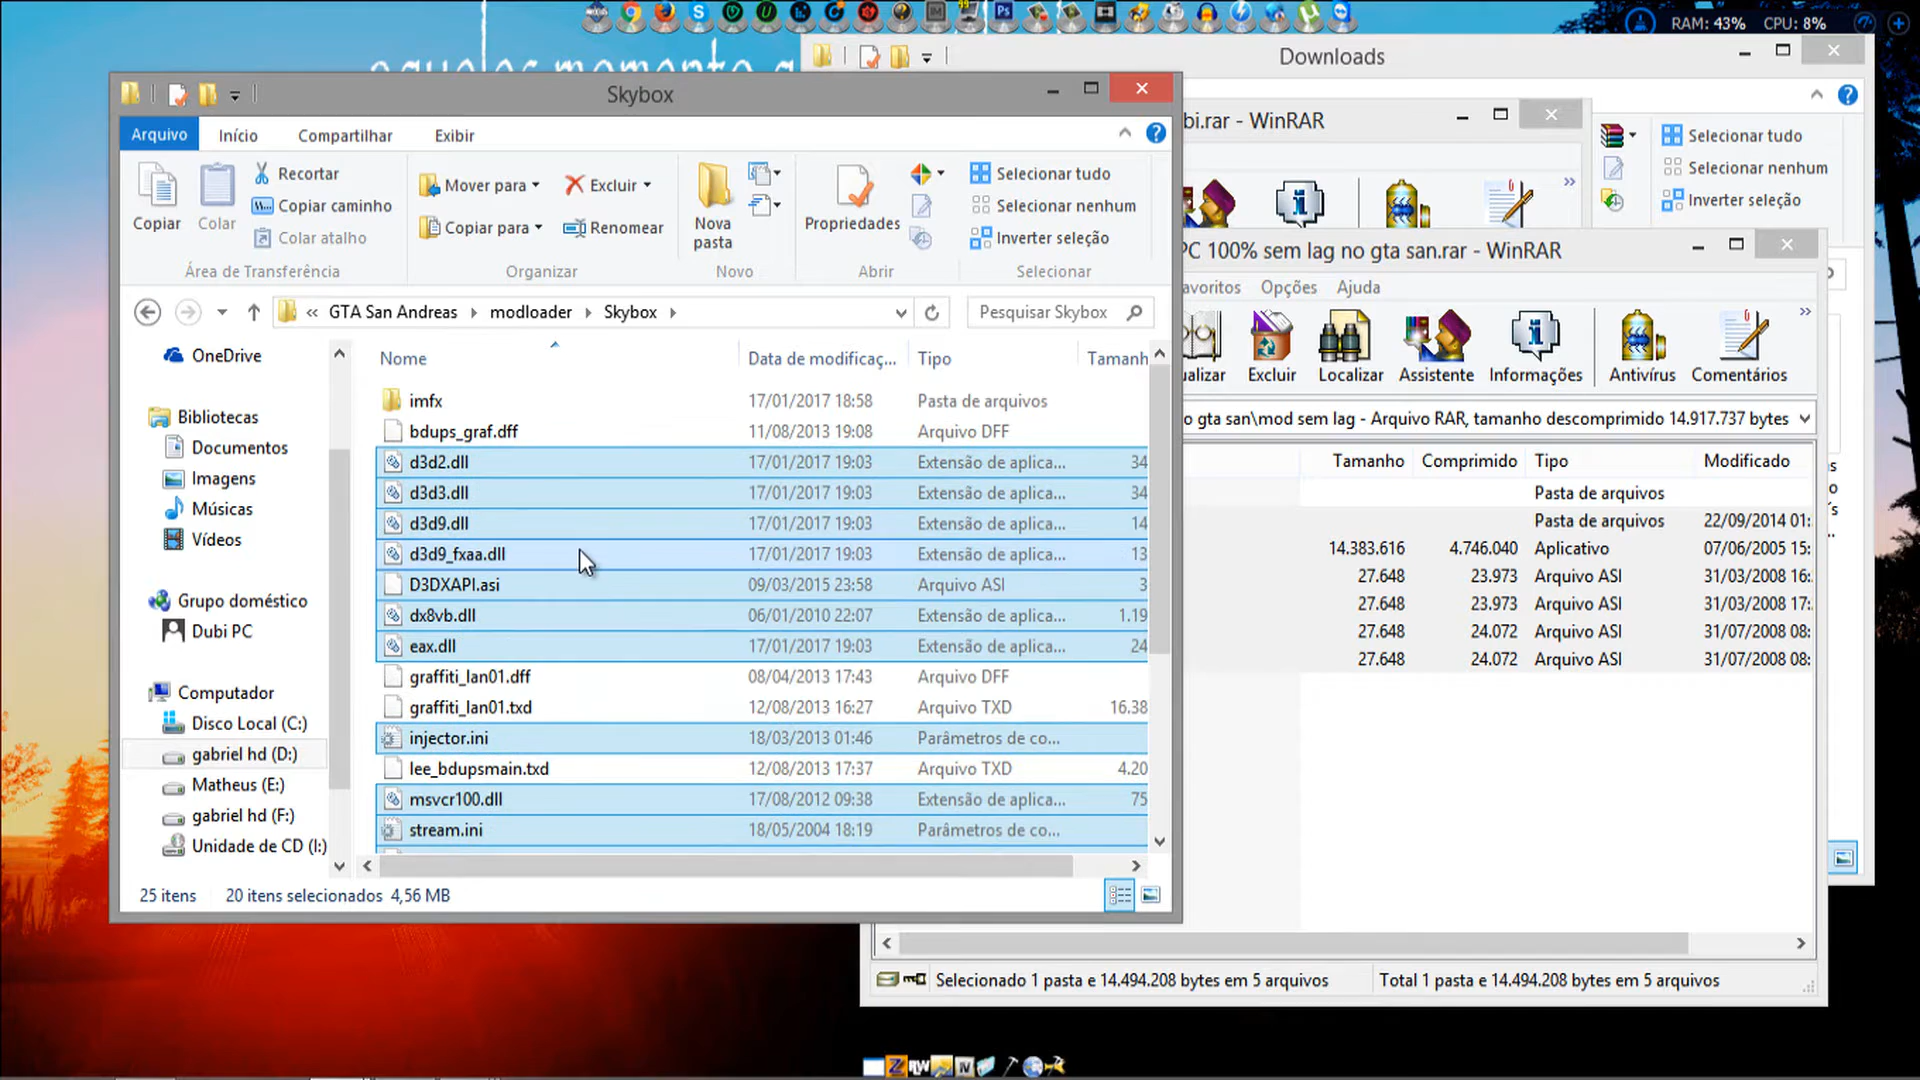 RAM: 43% CPU: 8%
Downloads
Skybox
bi.rar - WinRAR
Arquivo Início Compartilhar Exibir
Selecionar tudo
Selecionar nenhum
Inverter seleção
Copiar
Colar
Recortar
Copiar caminho
Colar atalho
Área de Transferência
Mover para
Copiar para
Excluir
Renomear
Organizar
Nova pasta
Novo
Propriedades
Abrir
Selecionar tudo
Selecionar nenhum
Inverter seleção
Selecionar
PC 100% sem lag no gta san.rar - WinRAR
avoritos Opções Ajuda
« GTA San Andreas modloader Skybox
Pesquisar Skybox
ualizar Excluir Localizar Assistente Informações Antivírus Comentários
o gta san\mod sem lag - Arquivo RAR, tamanho descomprimido 14.917.737 bytes
OneDrive
Bibliotecas
Documentos
Imagens
Músicas
Vídeos
Grupo doméstico
Dubi PC
Computador
Disco Local (C:)
gabriel hd (D:)
Matheus (E:)
gabriel hd (F:)
Unidade de CD (I:)
Nome Data de modificaç... Tipo Tamanh
imfx 17/01/2017 18:58 Pasta de arquivos
bdups_graf.dff 11/08/2013 19:08 Arquivo DFF
d3d2.dll 17/01/2017 19:03 Extensão de aplica... 34
d3d3.dll 17/01/2017 19:03 Extensão de aplica... 34
d3d9.dll 17/01/2017 19:03 Extensão de aplica... 14
d3d9_fxaa.dll 17/01/2017 19:03 Extensão de aplica... 13
D3DXAPI.asi 09/03/2015 23:58 Arquivo ASI 3
dx8vb.dll 06/01/2010 22:07 Extensão de aplica... 1.19
eax.dll 17/01/2017 19:03 Extensão de aplica... 24
graffiti_lan01.dff 08/04/2013 17:43 Arquivo DFF
graffiti_lan01.txd 12/08/2013 16:27 Arquivo TXD 16.38
injector.ini 18/03/2013 01:46 Parâmetros de co...
lee_bdupsmain.txd 12/08/2013 17:37 Arquivo TXD 4.20
msvcr100.dll 17/08/2012 09:38 Extensão de aplica... 75
stream.ini 18/05/2004 18:19 Parâmetros de co...
25 itens 20 itens selecionados 4,56 MB
Tamanho Comprimido Tipo Modificado
Pasta de arquivos
Pasta de arquivos 22/09/2014 01:
14.383.616 4.746.040 Aplicativo 07/06/2005 15:
27.648 23.973 Arquivo ASI 31/03/2008 16:
27.648 23.973 Arquivo ASI 31/03/2008 17:
27.648 24.072 Arquivo ASI 31/07/2008 08:
27.648 24.072 Arquivo ASI 31/07/2008 08:
Selecionado 1 pasta e 14.494.208 bytes em 5 arquivos
Total 1 pasta e 14.494.208 bytes em 5 arquivos